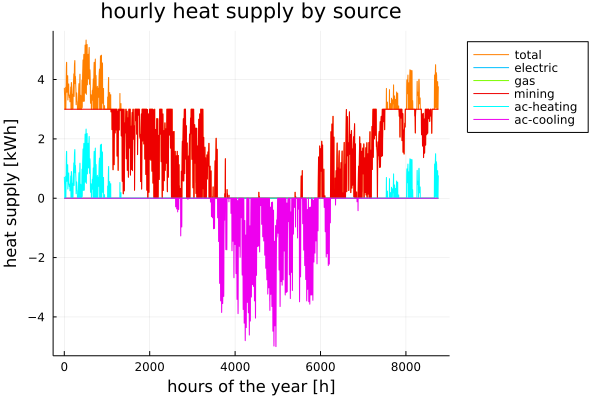 hourly heat supply by source
heat supply [kWh]
4
2
0
−2
−4
0
2000
4000
6000
8000
hours of the year [h]
total
electric
gas
mining
ac-heating
ac-cooling